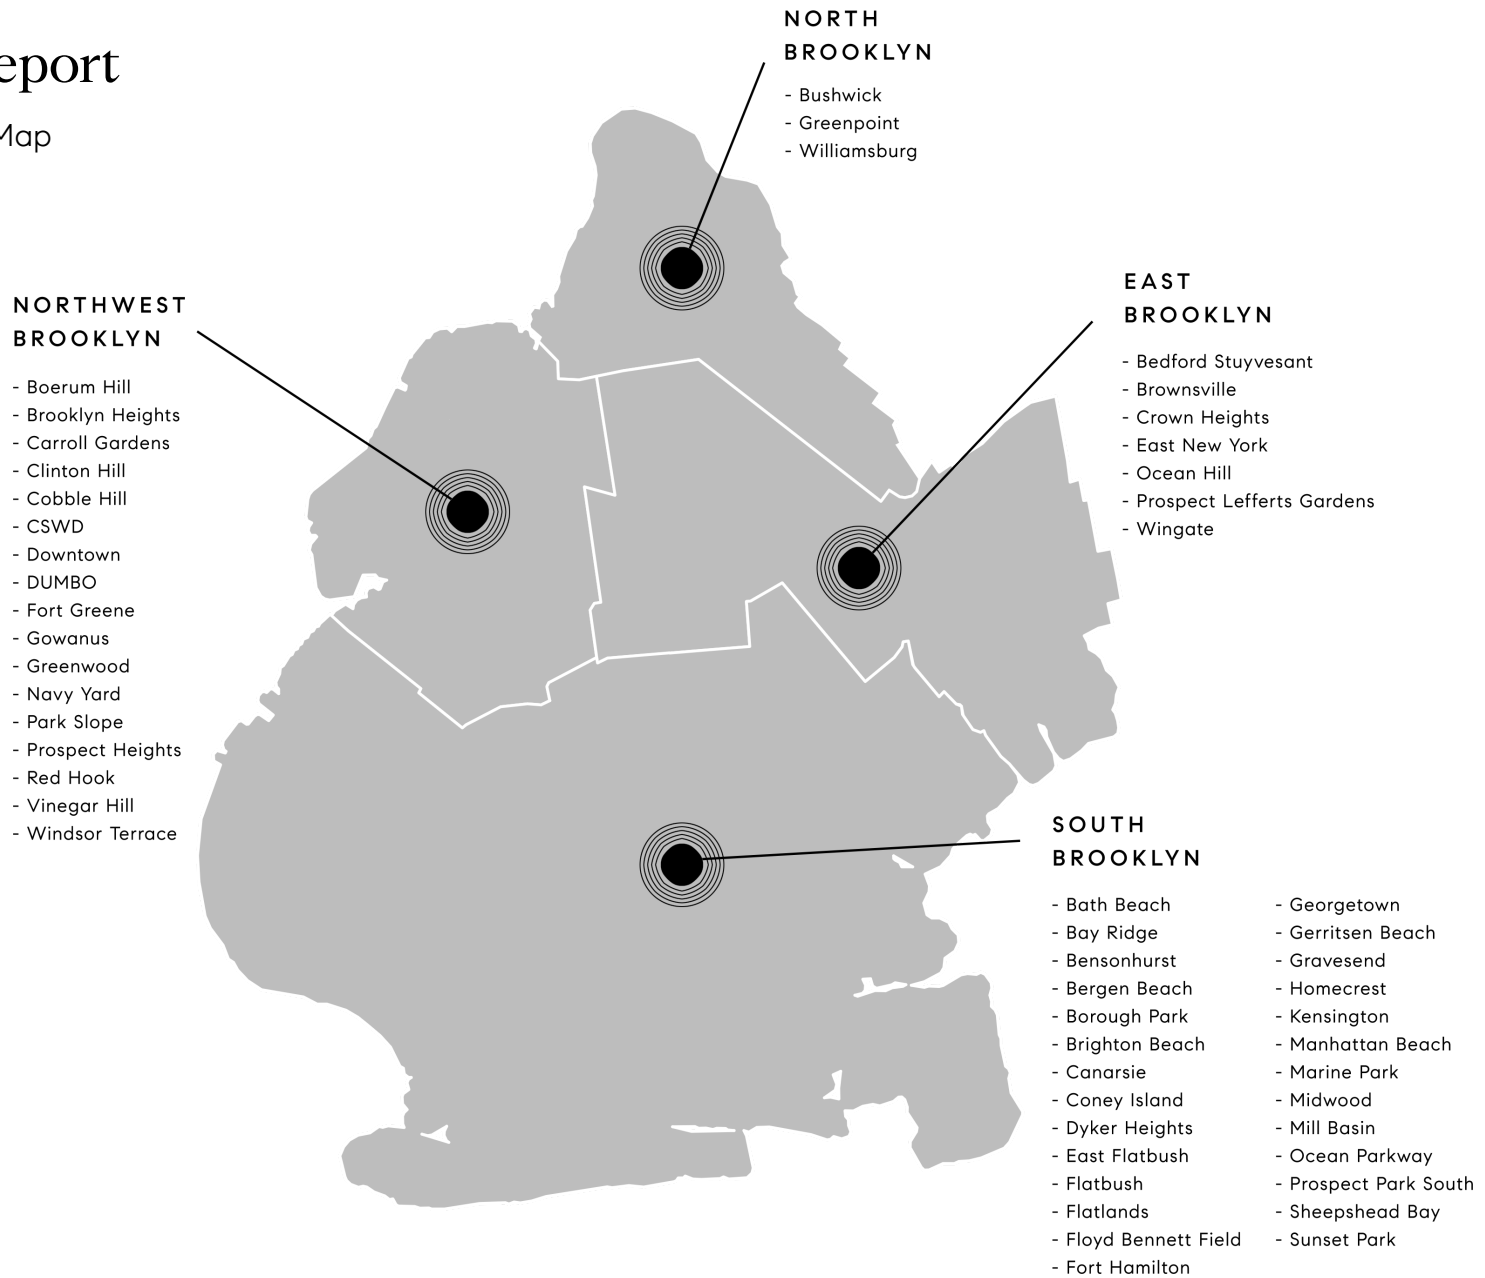 eport
Map
NORTH
BROOKLYN
- Bushwick
- Greenpoint
- Williamsburg
NORTHWEST
BROOKLYN
- Boerum Hill
- Brooklyn Heights
- Carroll Gardens
- Clinton Hill
- Cobble Hill
- CSWD
- Downtown
- DUMBO
- Fort Greene
- Gowanus
- Greenwood
- Navy Yard
- Park Slope
- Prospect Heights
- Red Hook
- Vinegar Hill
- Windsor Terrace
EAST
BROOKLYN
- Bedford Stuyvesant
- Brownsville
- Crown Heights
- East New York
- Ocean Hill
- Prospect Lefferts Gardens
- Wingate
SOUTH
BROOKLYN
- Bath Beach
- Bay Ridge
- Bensonhurst
- Bergen Beach
- Borough Park
- Brighton Beach
- Canarsie
- Coney Island
- Dyker Heights
- East Flatbush
- Flatbush
- Flatlands
- Floyd Bennett Field
- Fort Hamilton
- Georgetown
- Gerritsen Beach
- Gravesend
- Homecrest
- Kensington
- Manhattan Beach
- Marine Park
- Midwood
- Mill Basin
- Ocean Parkway
- Prospect Park South
- Sheepshead Bay
- Sunset Park